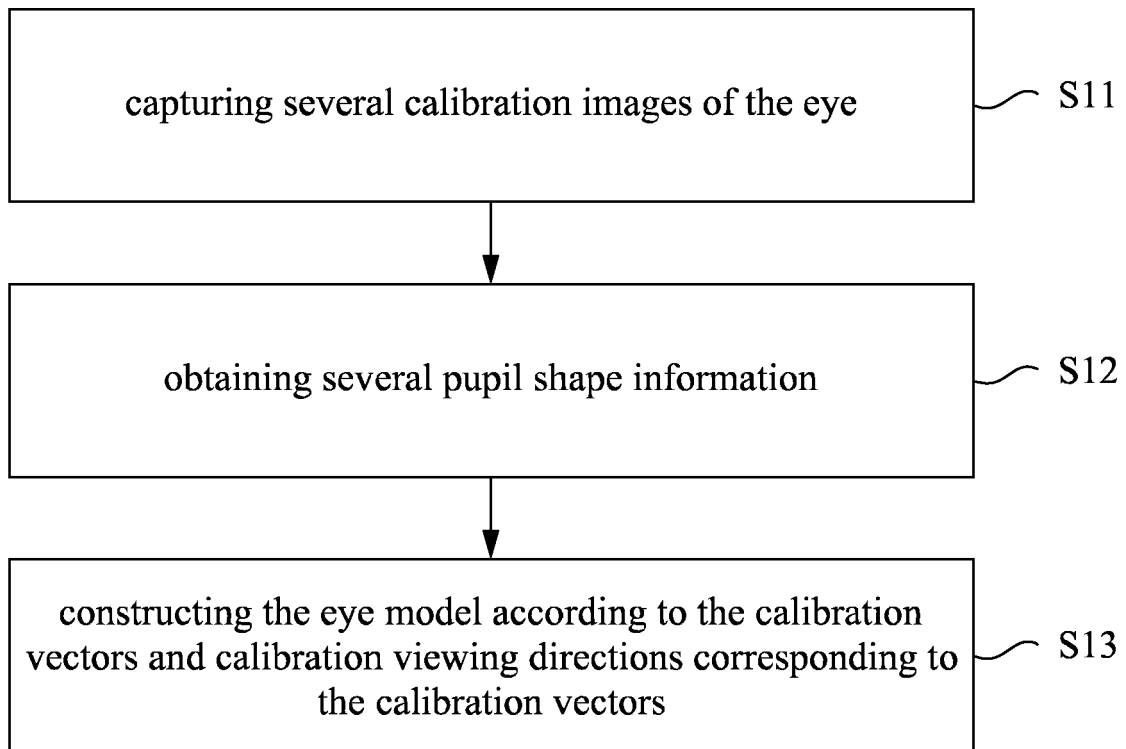 capturing several calibration images of the eye
S11
obtaining several pupil shape information
S12
constructing the eye model according to the calibration
vectors and calibration viewing directions corresponding to
the calibration vectors
S13